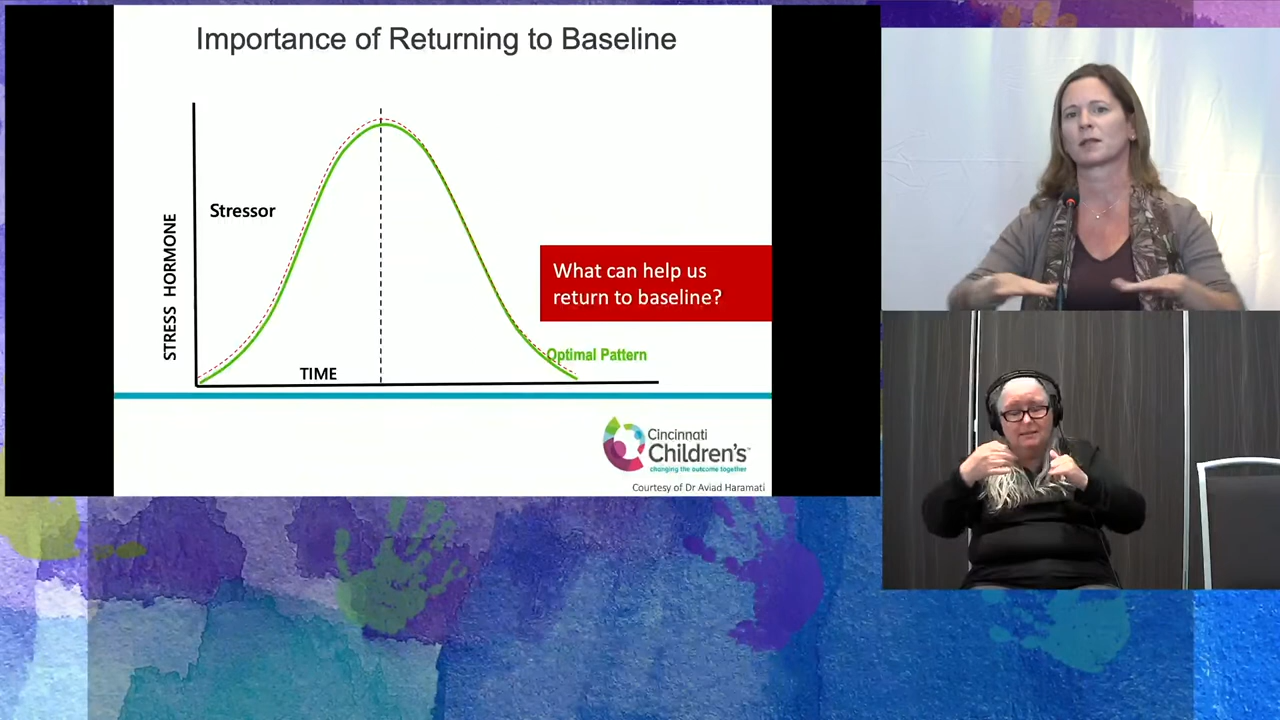 Importance of Returning to Baseline
Stressor
STRESS HORMONE
What can help us
return to baseline?
Optimal Pattern
TIME
Cincinnati
Children's™
changing the outcome together
Courtesy of Dr Aviad Haramati